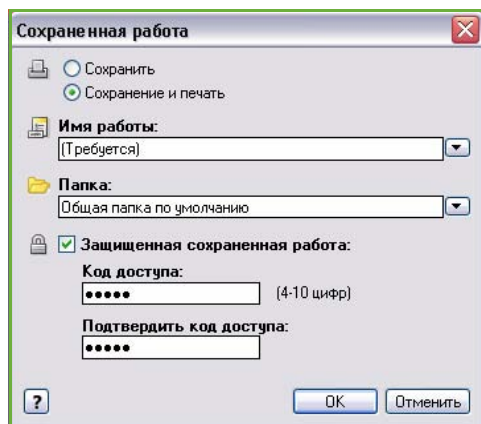 Сохраненная работа
Сохранить
Сохранение и печать
Имя работы:
(Требуется)
Папка:
Общая папка по умолчанию
Защищенная сохраненная работа:
Код доступа:
••••• (4-10 цифр)
Подтвердить код доступа:
•••••
? OK Отменить